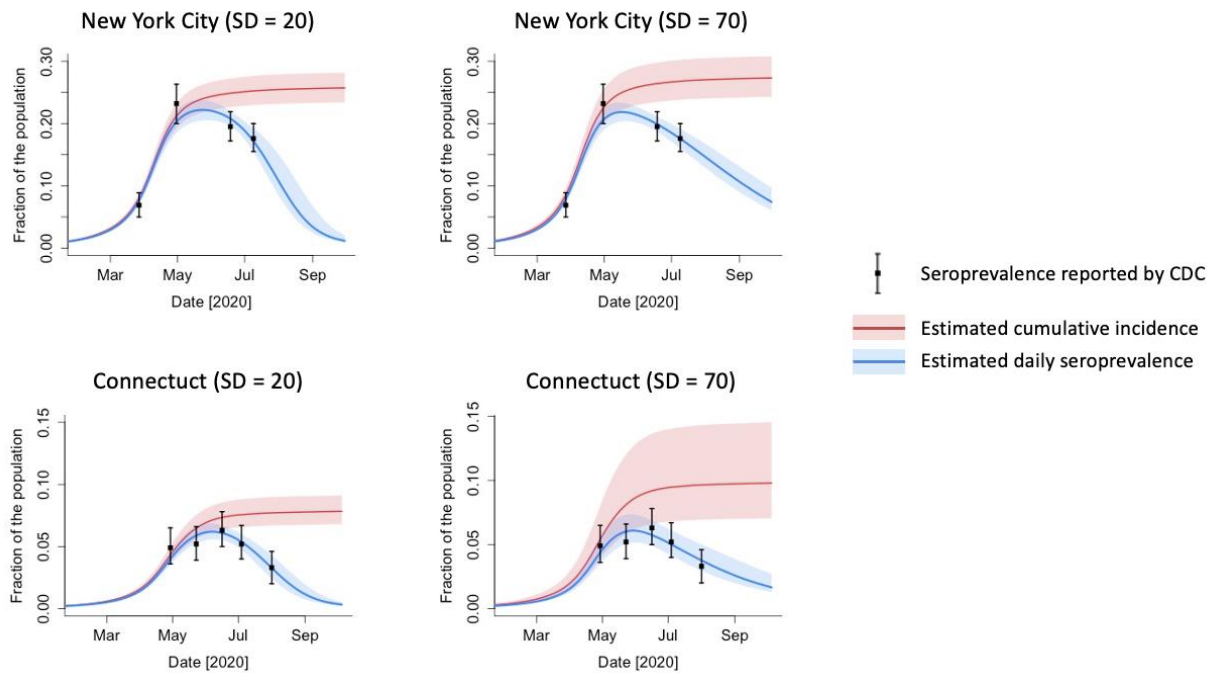 New York City (SD = 20)
New York City (SD = 70)
Fraction of the population
0.30
0.20
0.10
0.00
Mar May Jul Sep
Date [2020]
Fraction of the population
0.30
0.20
0.10
0.00
Mar May Jul Sep
Date [2020]
Seroprevalence reported by CDC
Estimated cumulative incidence
Estimated daily seroprevalence
Connectuct (SD = 20)
Connectuct (SD = 70)
Fraction of the population
0.15
0.10
0.05
0.00
Mar May Jul Sep
Date [2020]
Fraction of the population
0.15
0.10
0.05
0.00
Mar May Jul Sep
Date [2020]